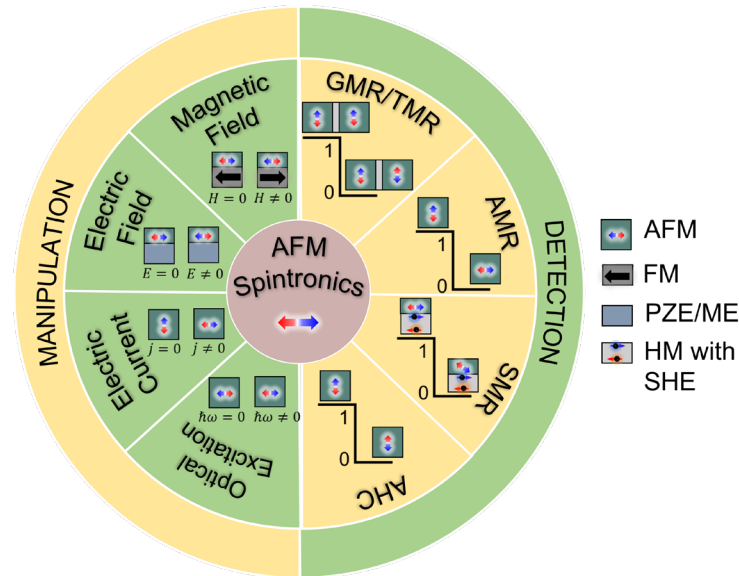 MANIPULATION
DETECTION
Magnetic
Field
H = 0 H ≠ 0
Electric
Field
E = 0 E ≠ 0
Electric
Current
j = 0 j ≠ 0
Optical
Excitation
ℏω = 0 ℏω ≠ 0
AFM
Spintronics
GMR/TMR
1
0
AMR
1
0
SMR
1
0
AHC
1
0
AFM
FM
PZE/ME
HM with
SHE